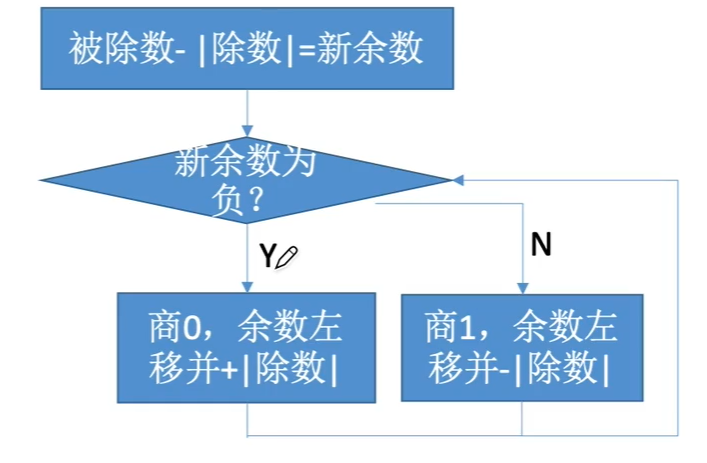 被除数- |除数|=新余数
新余数为
负?
Y
N
商0，余数左
移并+|除数|
商1，余数左
移并-|除数|